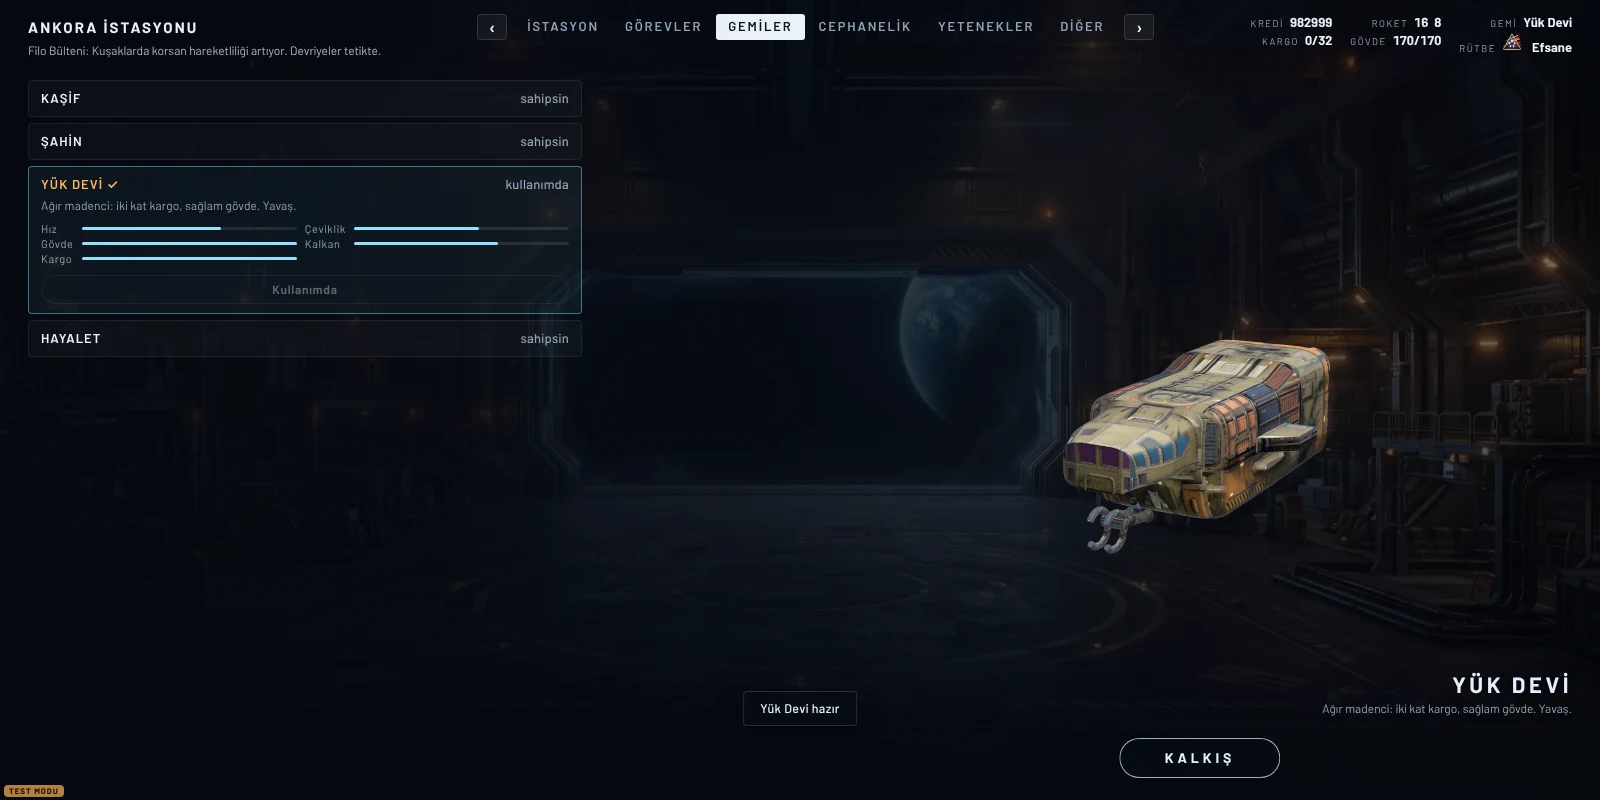 ANKORA İSTASYONU
Filo Bülteni: Kuşaklarda korsan hareketliliği artıyor. Devriyeler tetikte.
‹ İSTASYON GÖREVLER GEMİLER CEPHANELİK YETENEKLER DİĞER ›
KREDİ 982999 ROKET 16 8 GEMİ Yük Devi
KARGO 0/32 GÖVDE 170/170 RÜTBE Efsane
KAŞİF sahipsin
ŞAHİN sahipsin
YÜK DEVİ ✓ kullanımda
Ağır madenci: iki kat kargo, sağlam gövde. Yavaş.
Hız Çeviklik
Gövde Kalkan
Kargo
Kullanımda
HAYALET sahipsin
YÜK DEVİ
Ağır madenci: iki kat kargo, sağlam gövde. Yavaş.
Yük Devi hazır
KALKIŞ
TEST MODU